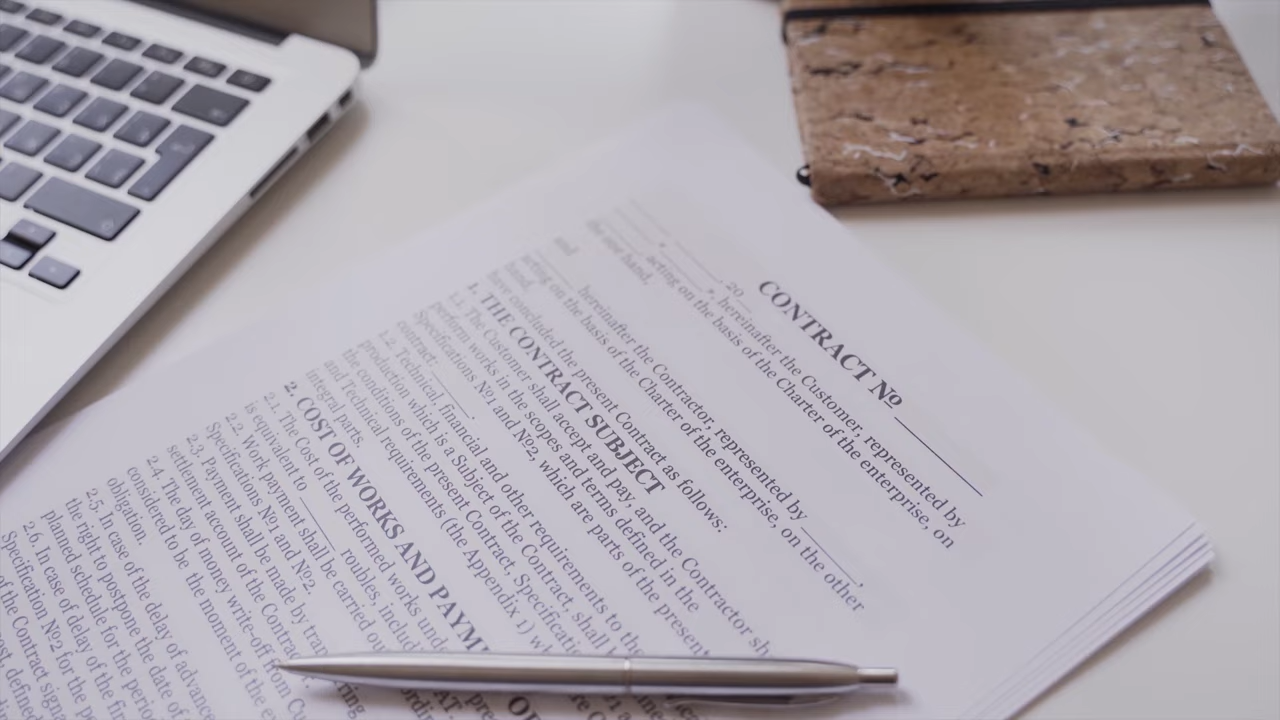 CONTRACT №
20
hereinafter the Customer, represented by
acting on the basis of the Charter of the enterprise, on
the one hand,
and
hereinafter the Contractor, represented by
acting on the basis of the Charter of the enterprise, on the other
hand,
have concluded the present Contract as follows:
1. THE CONTRACT SUBJECT
1.1. The Customer shall accept and pay, and the Contractor sh
perform works in the scopes and terms defined in the
Specifications №1 and №2, which are parts of the present
contract:
1.2. Technical, financial and other requirements to the
production which is a Subject of the Contract, shall
the conditions of the present Contract, Specificatio
and Technical requirements (the Appendix 1) wh
integral parts.
2. COST OF WORKS AND PAYM
2.1. The Cost of the performed works und
is equivalent to roubles, includ
2.2. Work payment shall be carried ou
Specifications №1 and №2.
2.3. Payment shall be made by tran
settlement account of the Contrac
2.4. The day of money write-off from
considered to be the moment of
obligation.
2.5. In case of the delay of advance
the right to postpone the date of
planned schedule for the period
2.6. In case of delay of the fin
Specification №2 for the
of the Contract signa